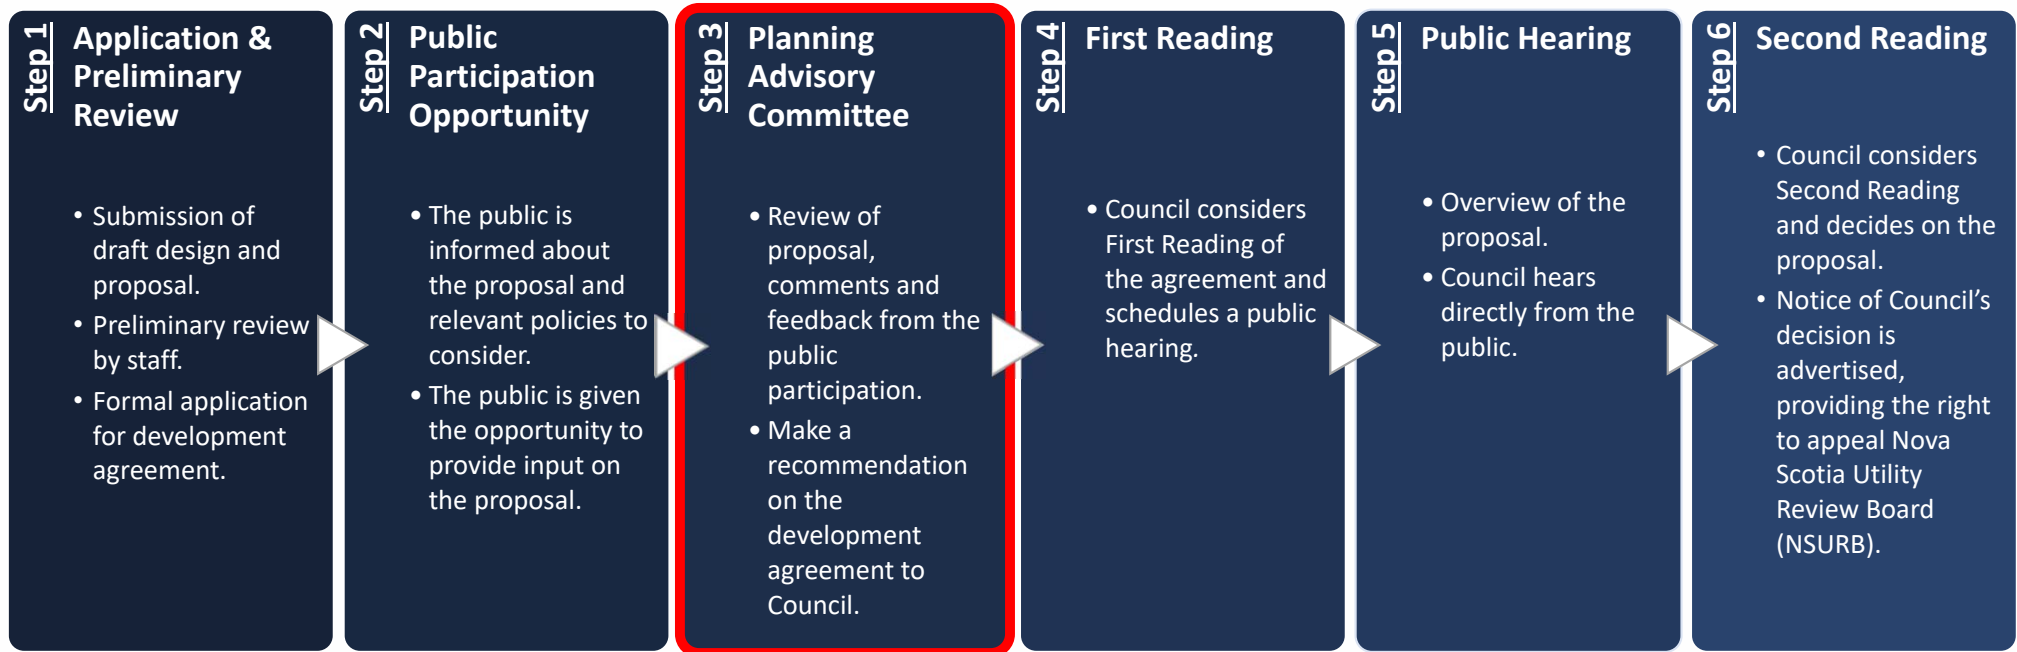 Step 1
Application &
Preliminary
Review
• Submission of
draft design and
proposal.
• Preliminary review
by staff.
• Formal application
for development
agreement.
Step 2
Public
Participation
Opportunity
• The public is
informed about
the proposal and
relevant policies to
consider.
• The public is given
the opportunity to
provide input on
the proposal.
Step 3
Planning
Advisory
Committee
• Review of
proposal,
comments and
feedback from the
public
participation.
• Make a
recommendation
on the
development
agreement to
Council.
Step 4
First Reading
• Council considers
First Reading of
the agreement and
schedules a public
hearing.
Step 5
Public Hearing
• Overview of the
proposal.
• Council hears
directly from the
public.
Step 6
Second Reading
• Council considers
Second Reading
and decides on the
proposal.
• Notice of Council’s
decision is
advertised,
providing the right
to appeal Nova
Scotia Utility
Review Board
(NSURB).